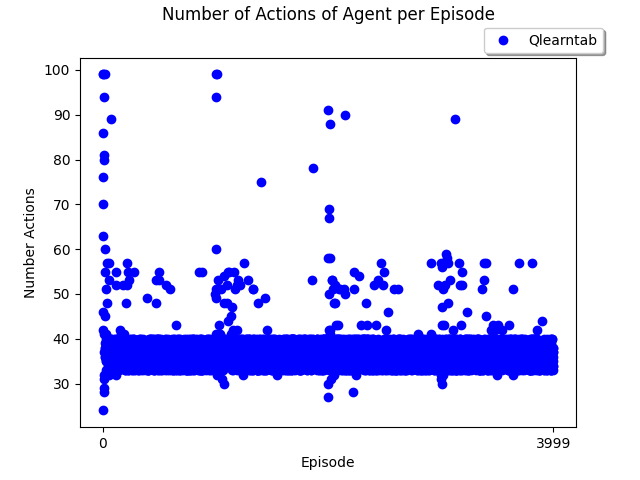 Number of Actions of Agent per Episode
Qlearntab
100
90
80
70
60
50
40
30
Number Actions
0 3999
Episode